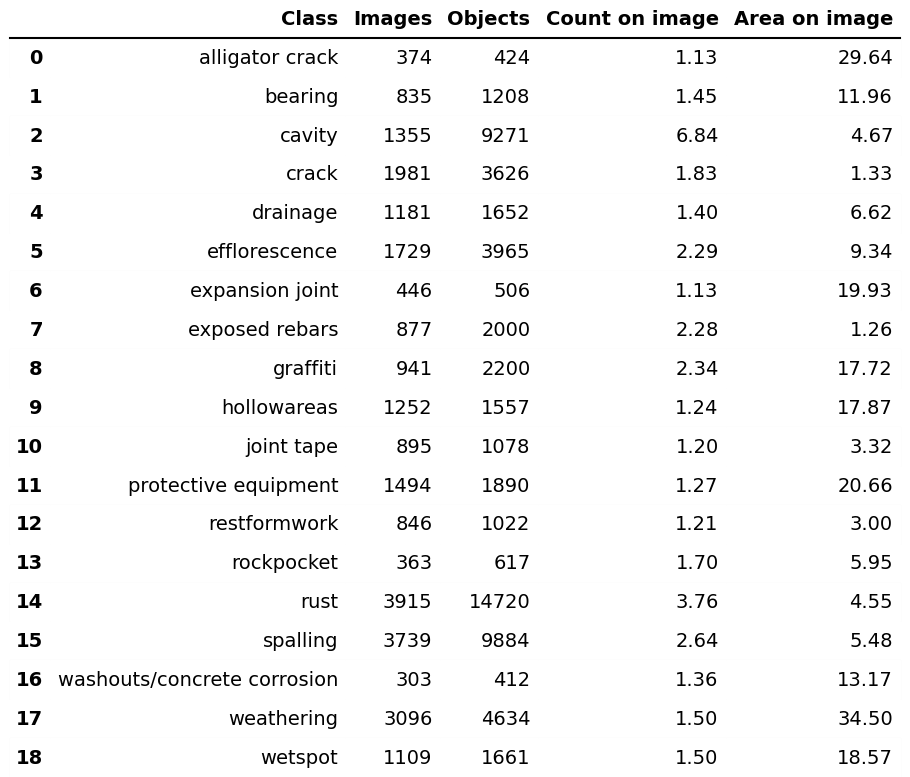 Class Images Objects Count on image Area on image
0 alligator crack 374 424 1.13 29.64
1 bearing 835 1208 1.45 11.96
2 cavity 1355 9271 6.84 4.67
3 crack 1981 3626 1.83 1.33
4 drainage 1181 1652 1.40 6.62
5 efflorescence 1729 3965 2.29 9.34
6 expansion joint 446 506 1.13 19.93
7 exposed rebars 877 2000 2.28 1.26
8 graffiti 941 2200 2.34 17.72
9 hollowareas 1252 1557 1.24 17.87
10 joint tape 895 1078 1.20 3.32
11 protective equipment 1494 1890 1.27 20.66
12 restformwork 846 1022 1.21 3.00
13 rockpocket 363 617 1.70 5.95
14 rust 3915 14720 3.76 4.55
15 spalling 3739 9884 2.64 5.48
16 washouts/concrete corrosion 303 412 1.36 13.17
17 weathering 3096 4634 1.50 34.50
18 wetspot 1109 1661 1.50 18.57